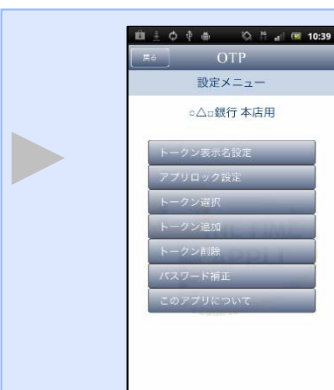 10:39
戻る
OTP
設定メニュー
○△□銀行 本店用
トークン表示名設定
アプリロック設定
トークン選択
トークン追加
トークン削除
パスワード補正
このアプリについて